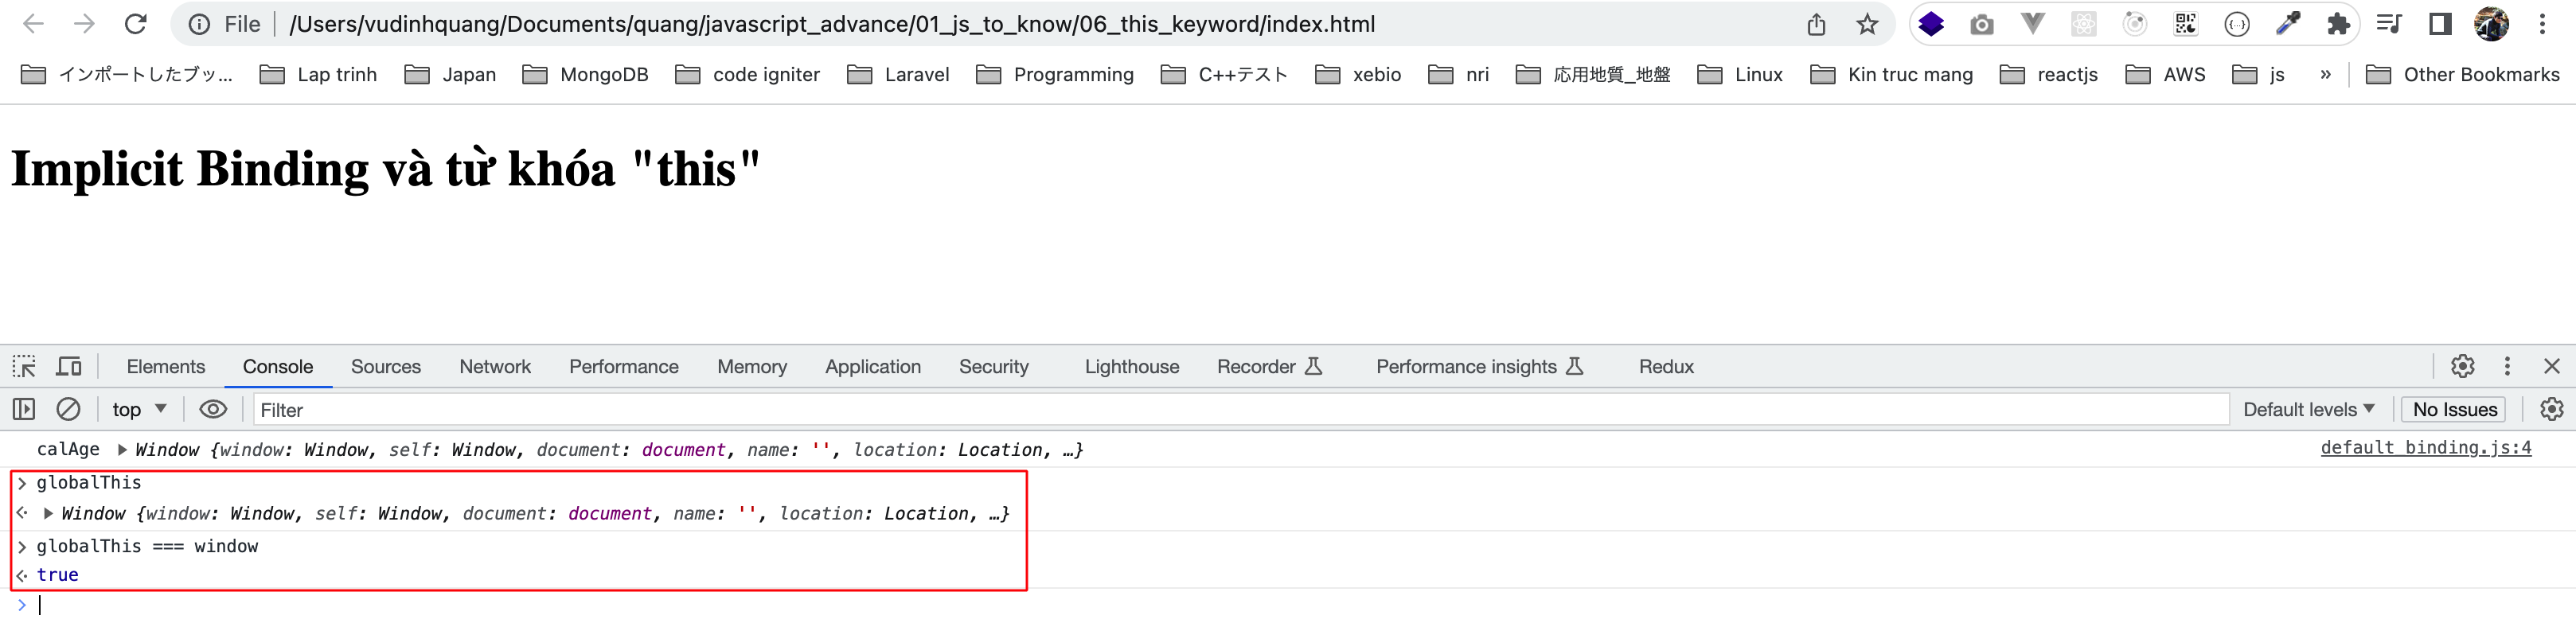 File | /Users/vudinhquang/Documents/quang/javascript_advance/01_js_to_know/06_this_keyword/index.html
インポートしたブッ... Lap trinh Japan MongoDB code igniter Laravel Programming C++テスト xebio nri 応用地質_地盤 Linux Kin truc mang reactjs AWS js » Other Bookmarks
Implicit Binding và từ khóa "this"
Elements Console Sources Network Performance Memory Application Security Lighthouse Recorder Performance insights Redux
top Filter Default levels No Issues
calAge Window {window: Window, self: Window, document: document, name: '', location: Location, …} default_binding.js:4
globalThis
Window {window: Window, self: Window, document: document, name: '', location: Location, …}
globalThis === window
true